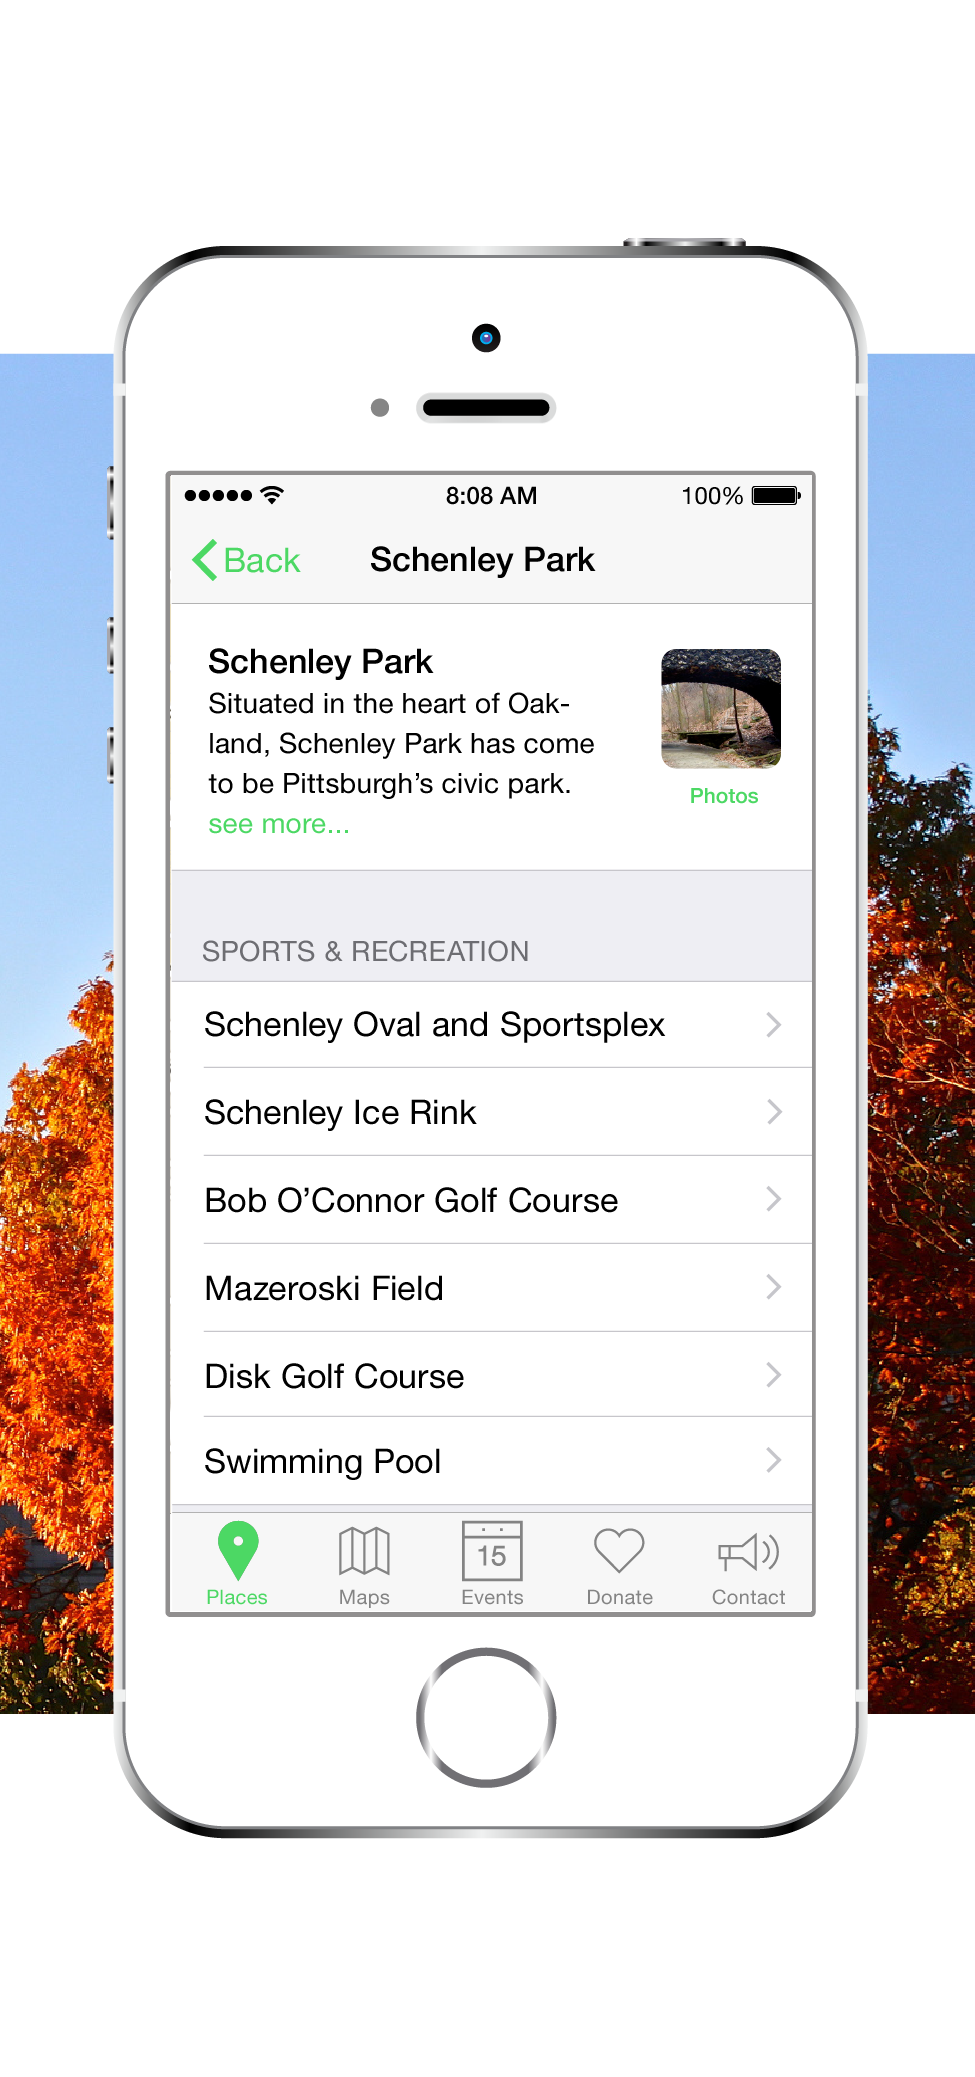 8:08 AM
100%
Back
Schenley Park
Schenley Park
Situated in the heart of Oak-
land, Schenley Park has come
to be Pittsburgh’s civic park.
see more...
Photos
SPORTS & RECREATION
Schenley Oval and Sportsplex
Schenley Ice Rink
Bob O’Connor Golf Course
Mazeroski Field
Disk Golf Course
Swimming Pool
15
Places
Maps
Events
Donate
Contact